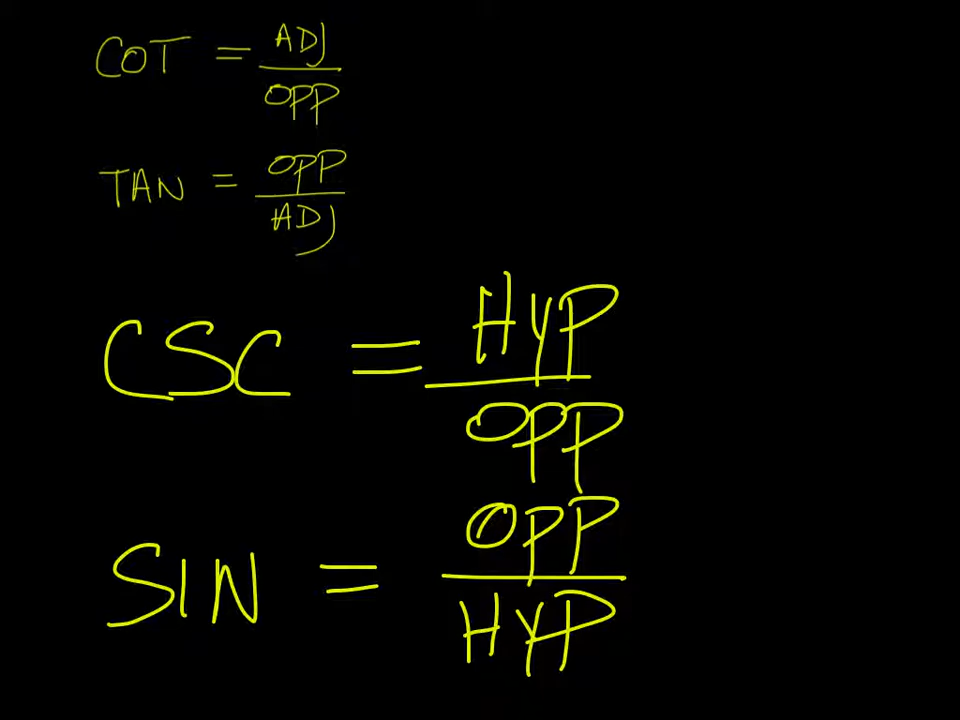 COT = ADJ
OPP
TAN = OPP
ADJ
CSC = HYP
OPP
SIN = OPP
HYP